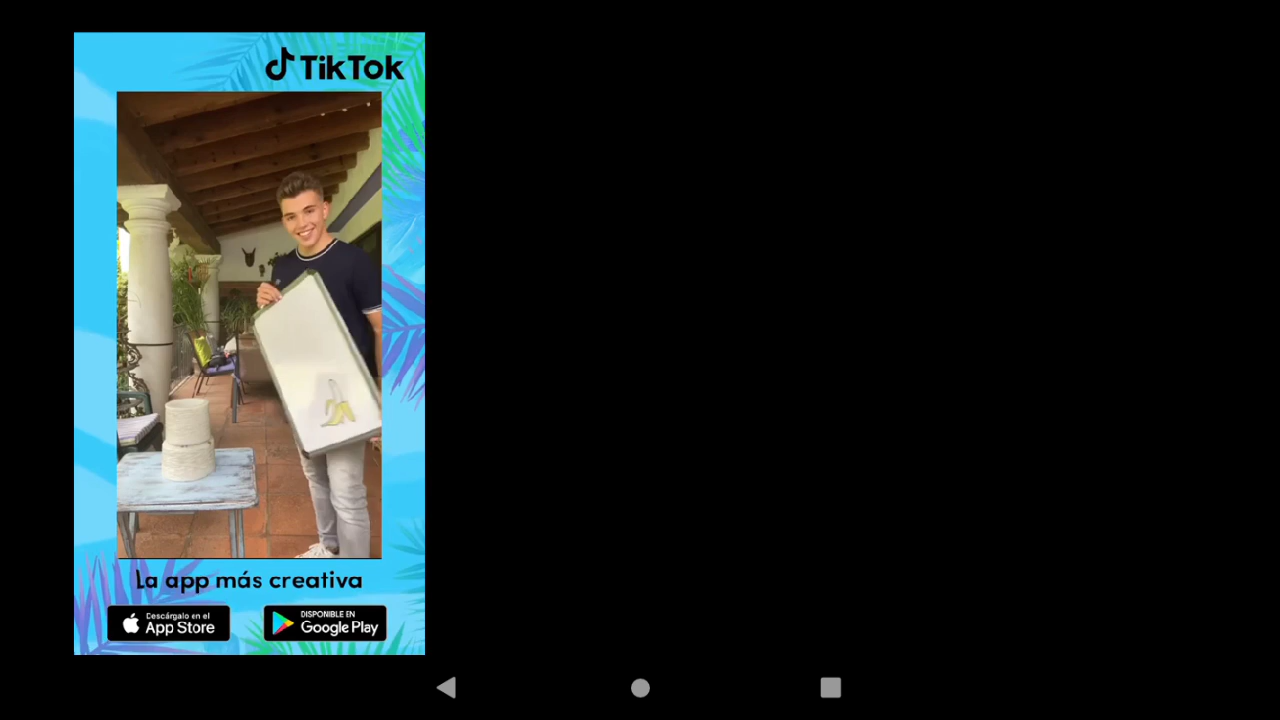 TikTok
La app más creativa
Descárgalo en el
App Store
DISPONIBLE EN
Google Play